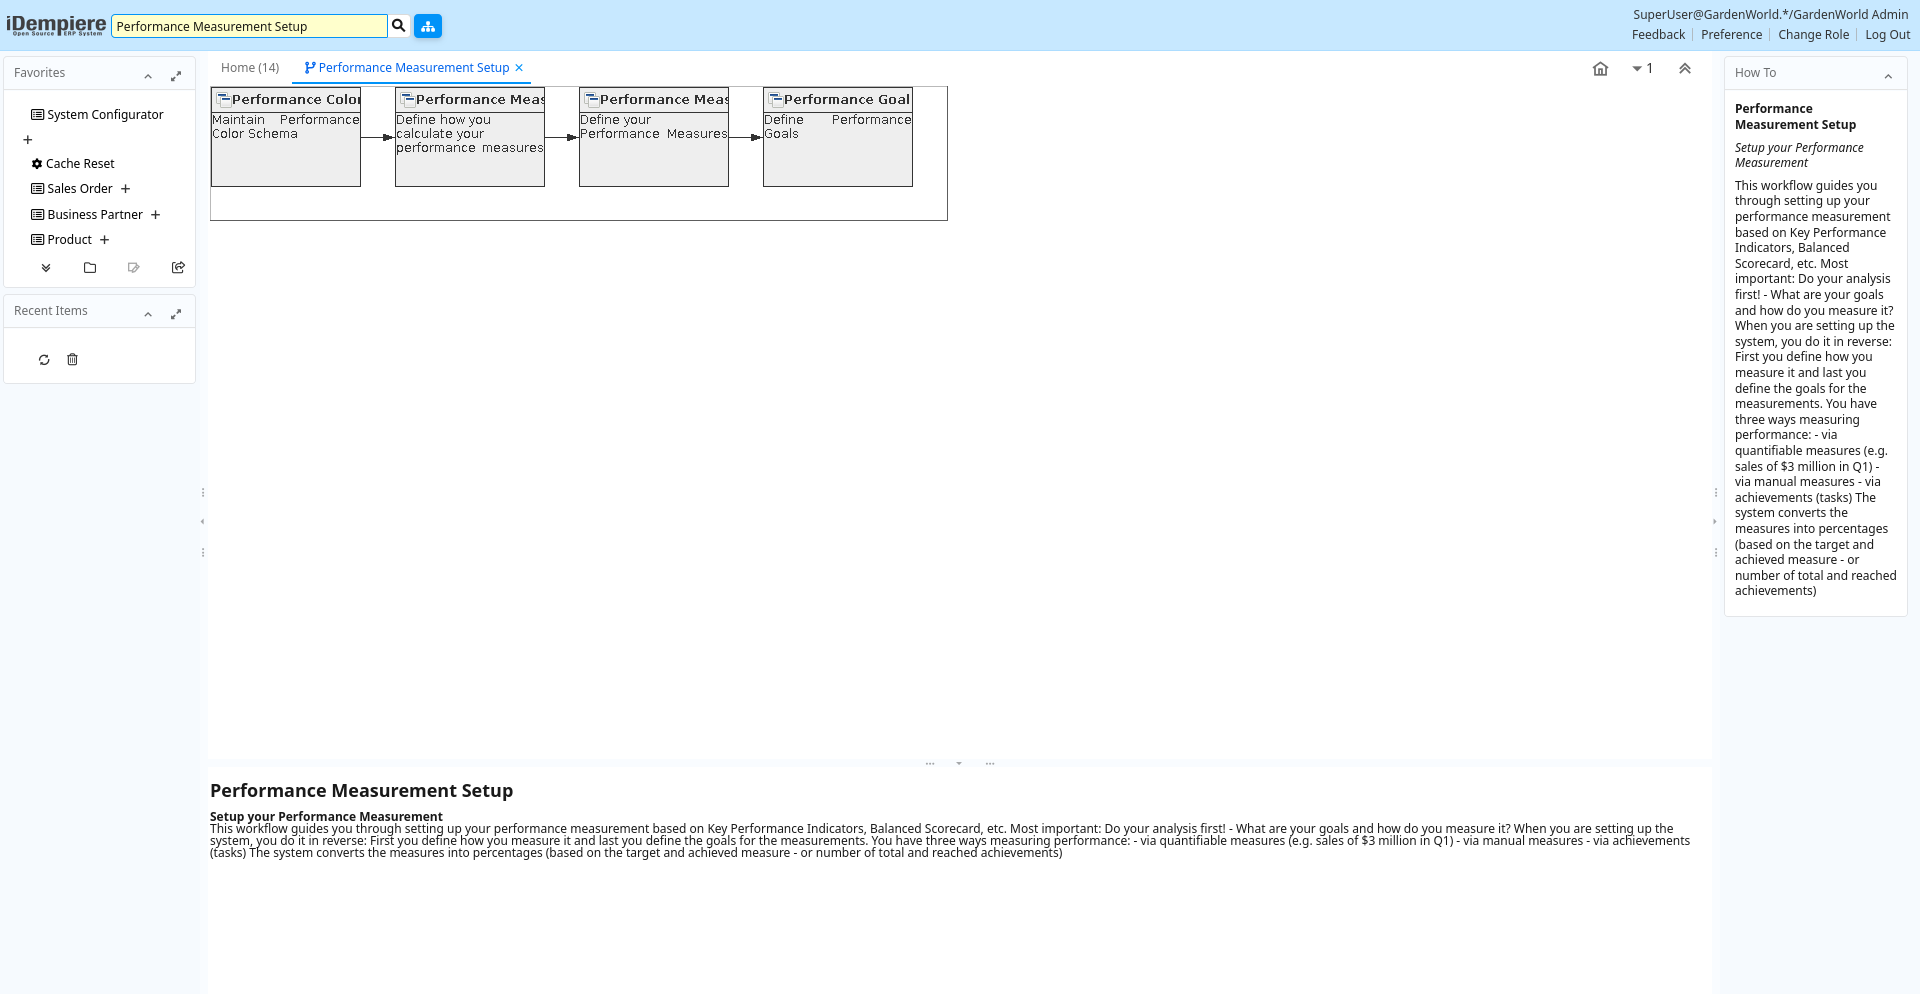 iDempiere
Open Source ERP System
Performance Measurement Setup
SuperUser@GardenWorld.*/GardenWorld Admin
Feedback
Preference
Change Role
Log Out
Favorites
System Configurator
Cache Reset
Sales Order
Business Partner
Product
Recent Items
Home (14)
Performance Measurement Setup
1
Performance Color
Maintain Performance
Color Schema
Performance Meas
Define how you
calculate your
performance measures
Performance Meas
Define your
Performance Measures
Performance Goal
Define Performance
Goals
Performance Measurement Setup
Setup your Performance Measurement
This workflow guides you through setting up your performance measurement based on Key Performance Indicators, Balanced Scorecard, etc. Most important: Do your analysis first! - What are your goals and how do you measure it? When you are setting up the
system, you do it in reverse: First you define how you measure it and last you define the goals for the measurements. You have three ways measuring performance: - via quantifiable measures (e.g. sales of $3 million in Q1) - via manual measures - via achievements
(tasks) The system converts the measures into percentages (based on the target and achieved measure - or number of total and reached achievements)
How To
Performance
Measurement Setup
Setup your Performance
Measurement
This workflow guides you
through setting up your
performance measurement
based on Key Performance
Indicators, Balanced
Scorecard, etc. Most
important: Do your analysis
first! - What are your goals
and how do you measure it?
When you are setting up the
system, you do it in reverse:
First you define how you
measure it and last you
define the goals for the
measurements. You have
three ways measuring
performance: - via
quantifiable measures (e.g.
sales of $3 million in Q1) -
via manual measures - via
achievements (tasks) The
system converts the
measures into percentages
(based on the target and
achieved measure - or
number of total and reached
achievements)